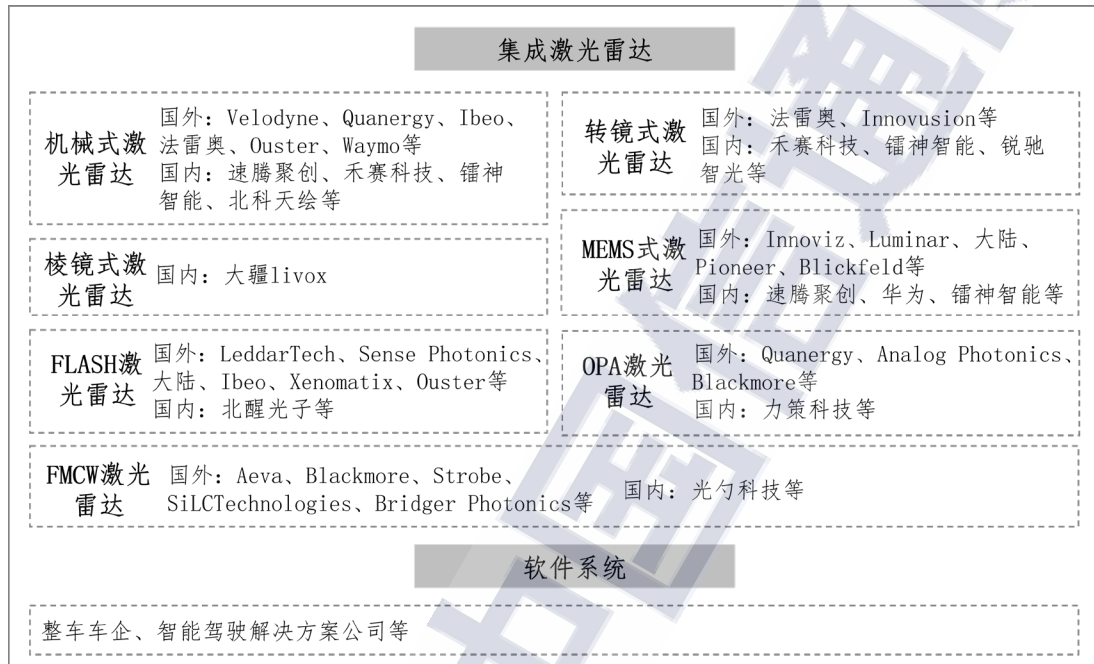 集成激光雷达
机械式激
光雷达
国外：Velodyne、Quanergy、Ibeo、
法雷奥、Ouster、Waymo等
国内：速腾聚创、禾赛科技、镭神
智能、北科天绘等
转镜式激
光雷达
国外：法雷奥、Innovusion等
国内：禾赛科技、镭神智能、锐驰
智光等
棱镜式激
光雷达
国内：大疆livox
MEMS式激
光雷达
国外：Innoviz、Luminar、大陆、
Pioneer、Blickfeld等
国内：速腾聚创、华为、镭神智能等
FLASH激
光雷达
国外：LeddarTech、Sense Photonics、
大陆、Ibeo、Xenomatix、Ouster等
国内：北醒光子等
OPA激光
雷达
国外：Quanergy、Analog Photonics、
Blackmore等
国内：力策科技等
FMCW激光
雷达
国外：Aeva、Blackmore、Strobe、
SiLCTechnologies、Bridger Photonics等
国内：光勺科技等
软件系统
整车车企、智能驾驶解决方案公司等
中国信通